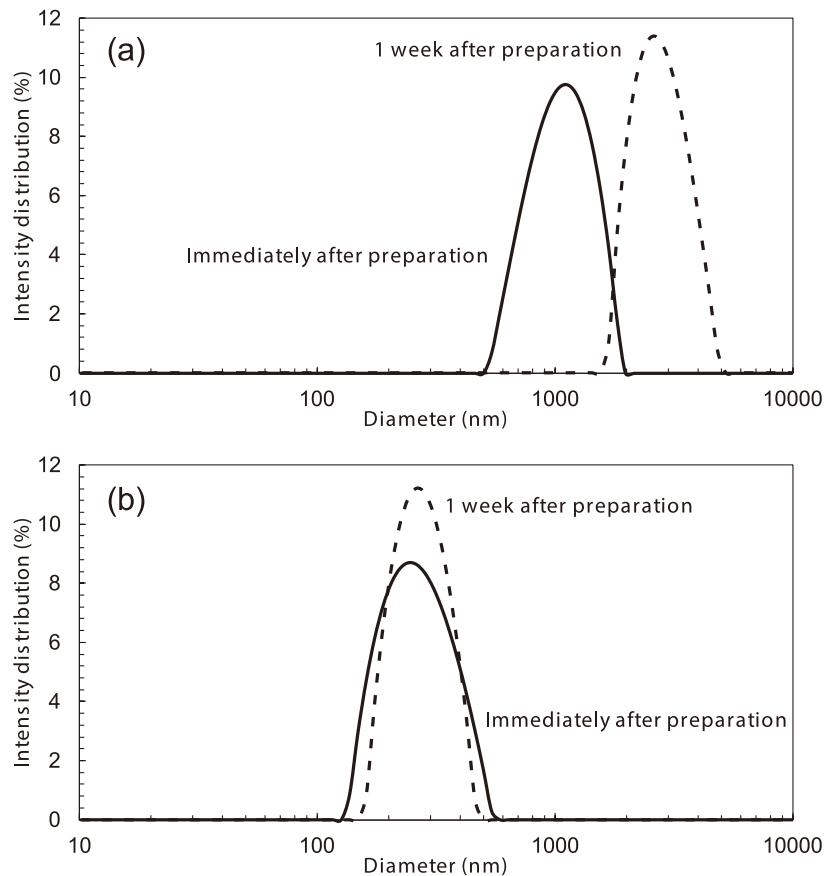 12
(a)
1 week after preparation
10
8
6
Immediately after preparation
4
2
0
10 100 1000 10000
Diameter (nm)
Intensity distribution (%)
12
(b)
1 week after preparation
10
8
6
4
Immediately after preparation
2
0
10 100 1000 10000
Diameter (nm)
Intensity distribution (%)